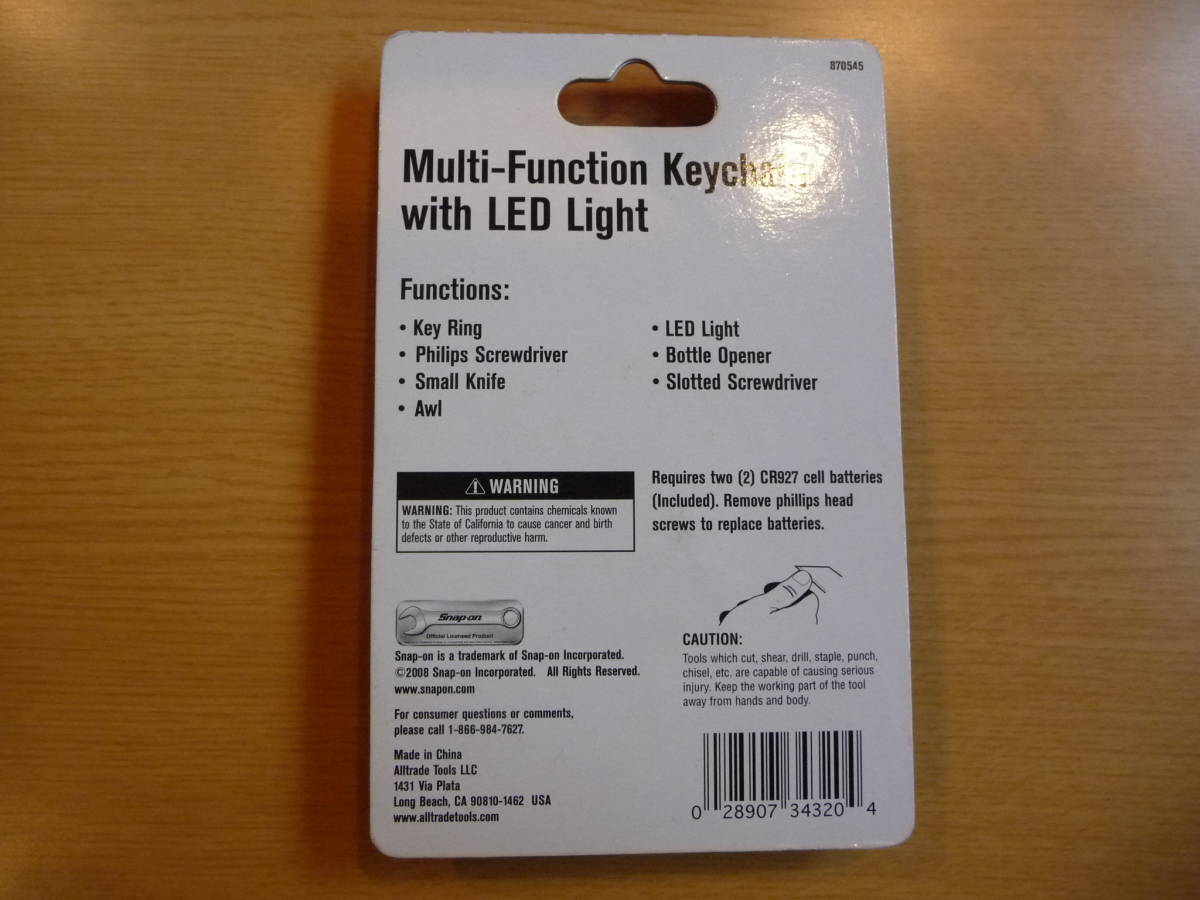 870545
Multi-Function Keychain
with LED Light
Functions:
• Key Ring
• Philips Screwdriver
• Small Knife
• Awl
• LED Light
• Bottle Opener
• Slotted Screwdriver
⚠ WARNING
WARNING: This product contains chemicals known
to the State of California to cause cancer and birth
defects or other reproductive harm.
Requires two (2) CR927 cell batteries
(Included). Remove phillips head
screws to replace batteries.
Snap-on
Official Licensed Product
Snap-on is a trademark of Snap-on Incorporated.
©2008 Snap-on Incorporated. All Rights Reserved.
www.snapon.com
For consumer questions or comments,
please call 1-866-984-7627.
Made in China
Alltrade Tools LLC
1431 Via Plata
Long Beach, CA 90810-1462 USA
www.alltradetools.com
CAUTION:
Tools which cut, shear, drill, staple, punch,
chisel, etc. are capable of causing serious
injury. Keep the working part of the tool
away from hands and body.
0 28907 34320 4